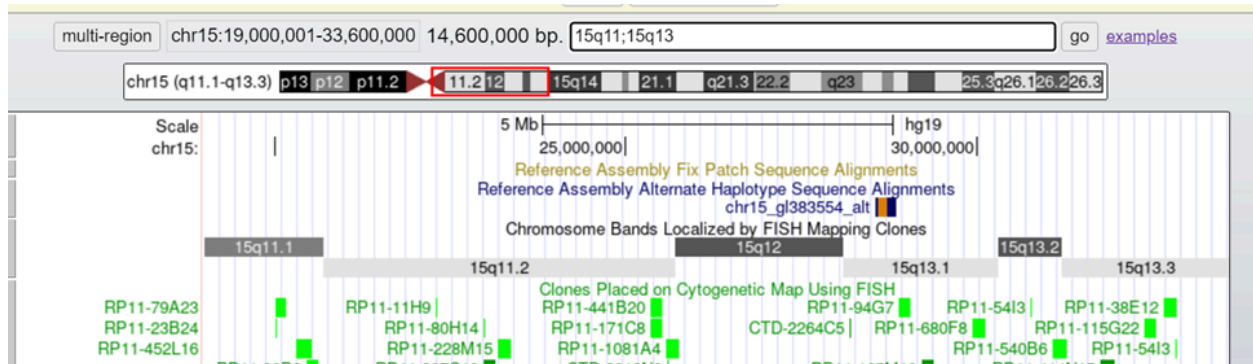 multi-region chr15:19,000,001-33,600,000 14,600,000 bp. 15q11;15q13 go examples
chr15 (q11.1-q13.3) p13 p12 p11.2 11.2 12 15q14 21.1 q21.3 22.2 q23 25.3 q26.1 26.2 26.3
Scale 5 Mb hg19
chr15: 25,000,000 30,000,000
Reference Assembly Fix Patch Sequence Alignments
Reference Assembly Alternate Haplotype Sequence Alignments
chr15_gl383554_alt
Chromosome Bands Localized by FISH Mapping Clones
15q11.1 15q12 15q13.2
15q11.2 15q13.1 15q13.3
Clones Placed on Cytogenetic Map Using FISH
RP11-79A23 RP11-11H9 RP11-441B20 RP11-94G7 RP11-54I3 RP11-38E12
RP11-23B24 RP11-80H14 RP11-171C8 CTD-2264C5 RP11-680F8 RP11-115G22
RP11-452L16 RP11-228M15 RP11-1081A4 RP11-540B6 RP11-54I3